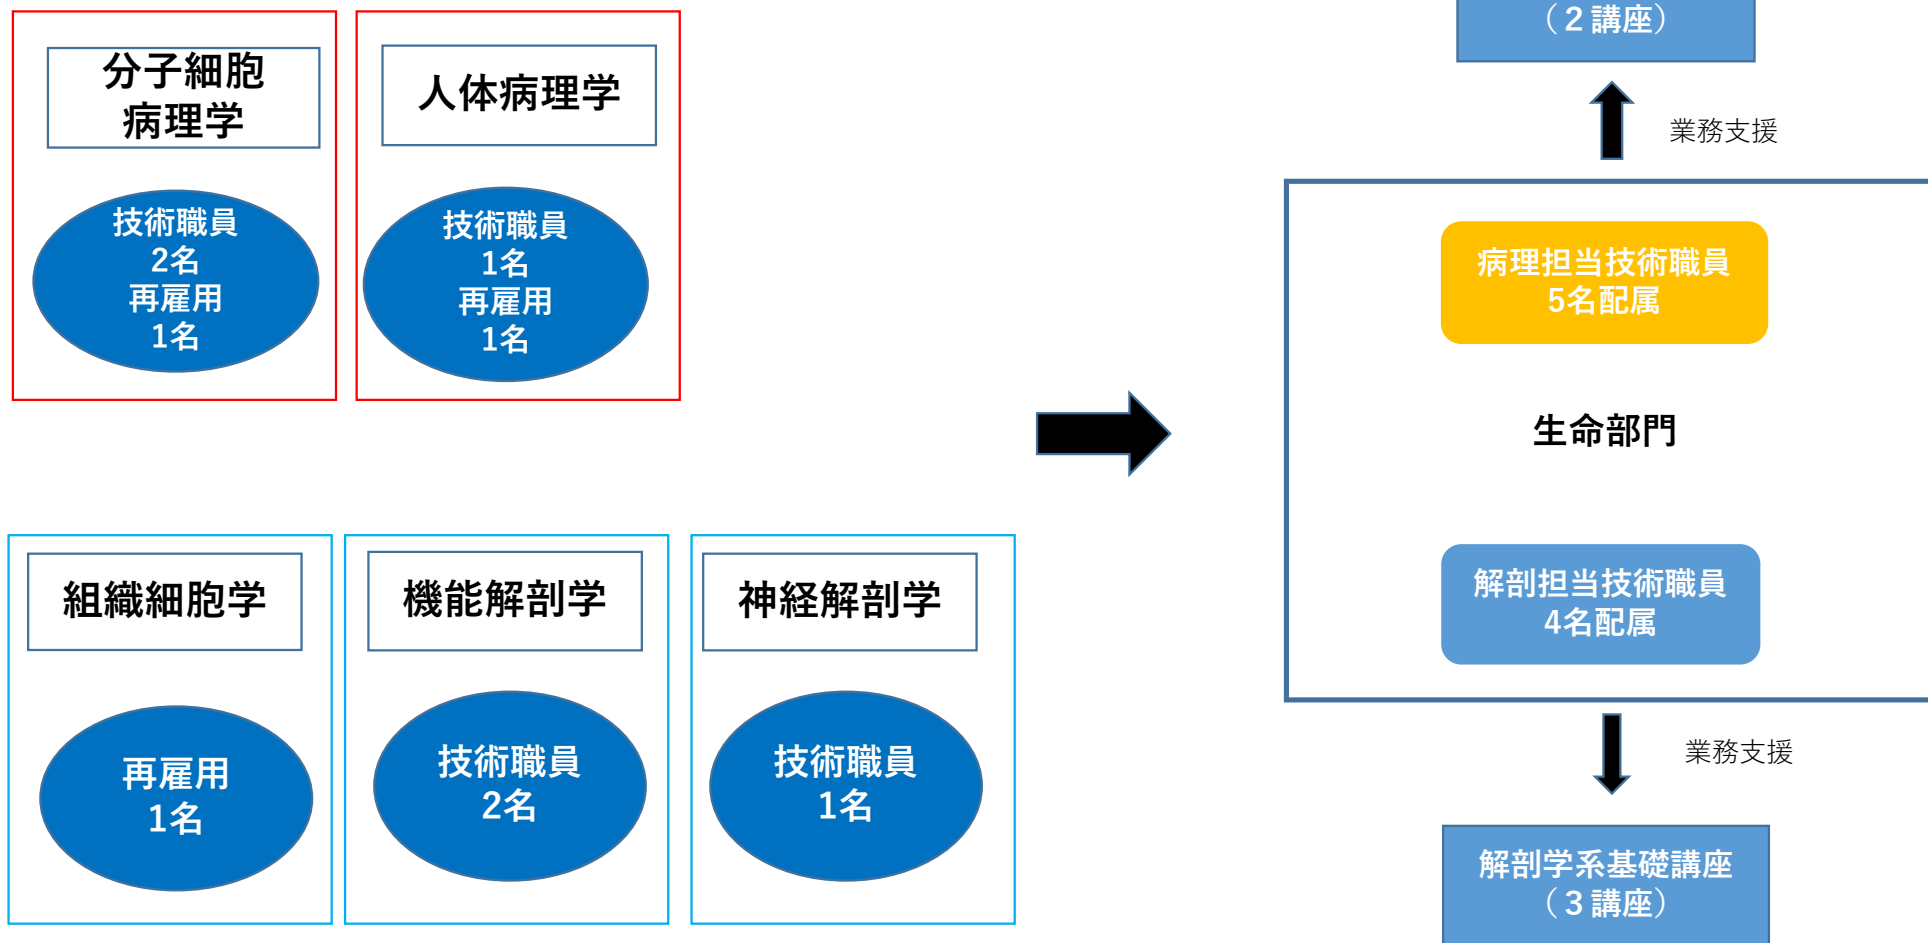 分子細胞
病理学
人体病理学
技術職員
2名
再雇用
1名
技術職員
1名
再雇用
1名
組織細胞学
機能解剖学
神経解剖学
再雇用
1名
技術職員
2名
技術職員
1名
（２講座）
業務支援
病理担当技術職員
5名配属
生命部門
解剖担当技術職員
4名配属
業務支援
解剖学系基礎講座
（３講座）